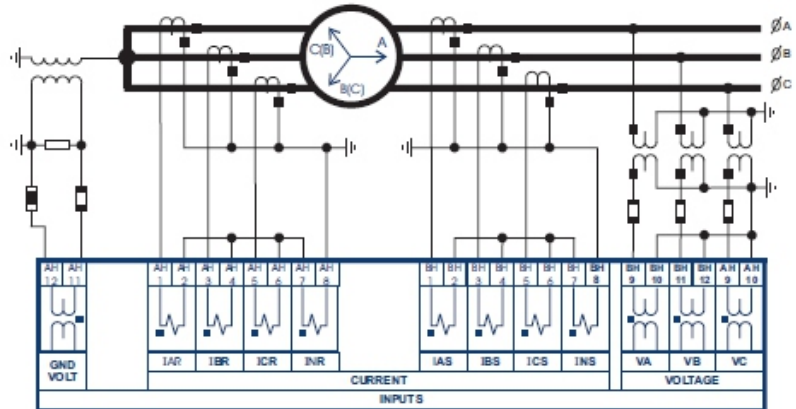 ØA
C(B) A
ØB
B(C)
ØC
AH 12 AH 11 AH 1 AH 2 AH 3 AH 4 AH 5 AH 6 AH 7 AH 8 BH 1 BH 2 BH 3 BH 4 BH 5 BH 6 BH 7 BH 8 BH 9 BH 10 BH 11 BH 12 AH 9 AH 10
GND VOLT IAR IBR ICR INR IAS IBS ICS INS VA VB VC
CURRENT VOLTAGE
INPUTS